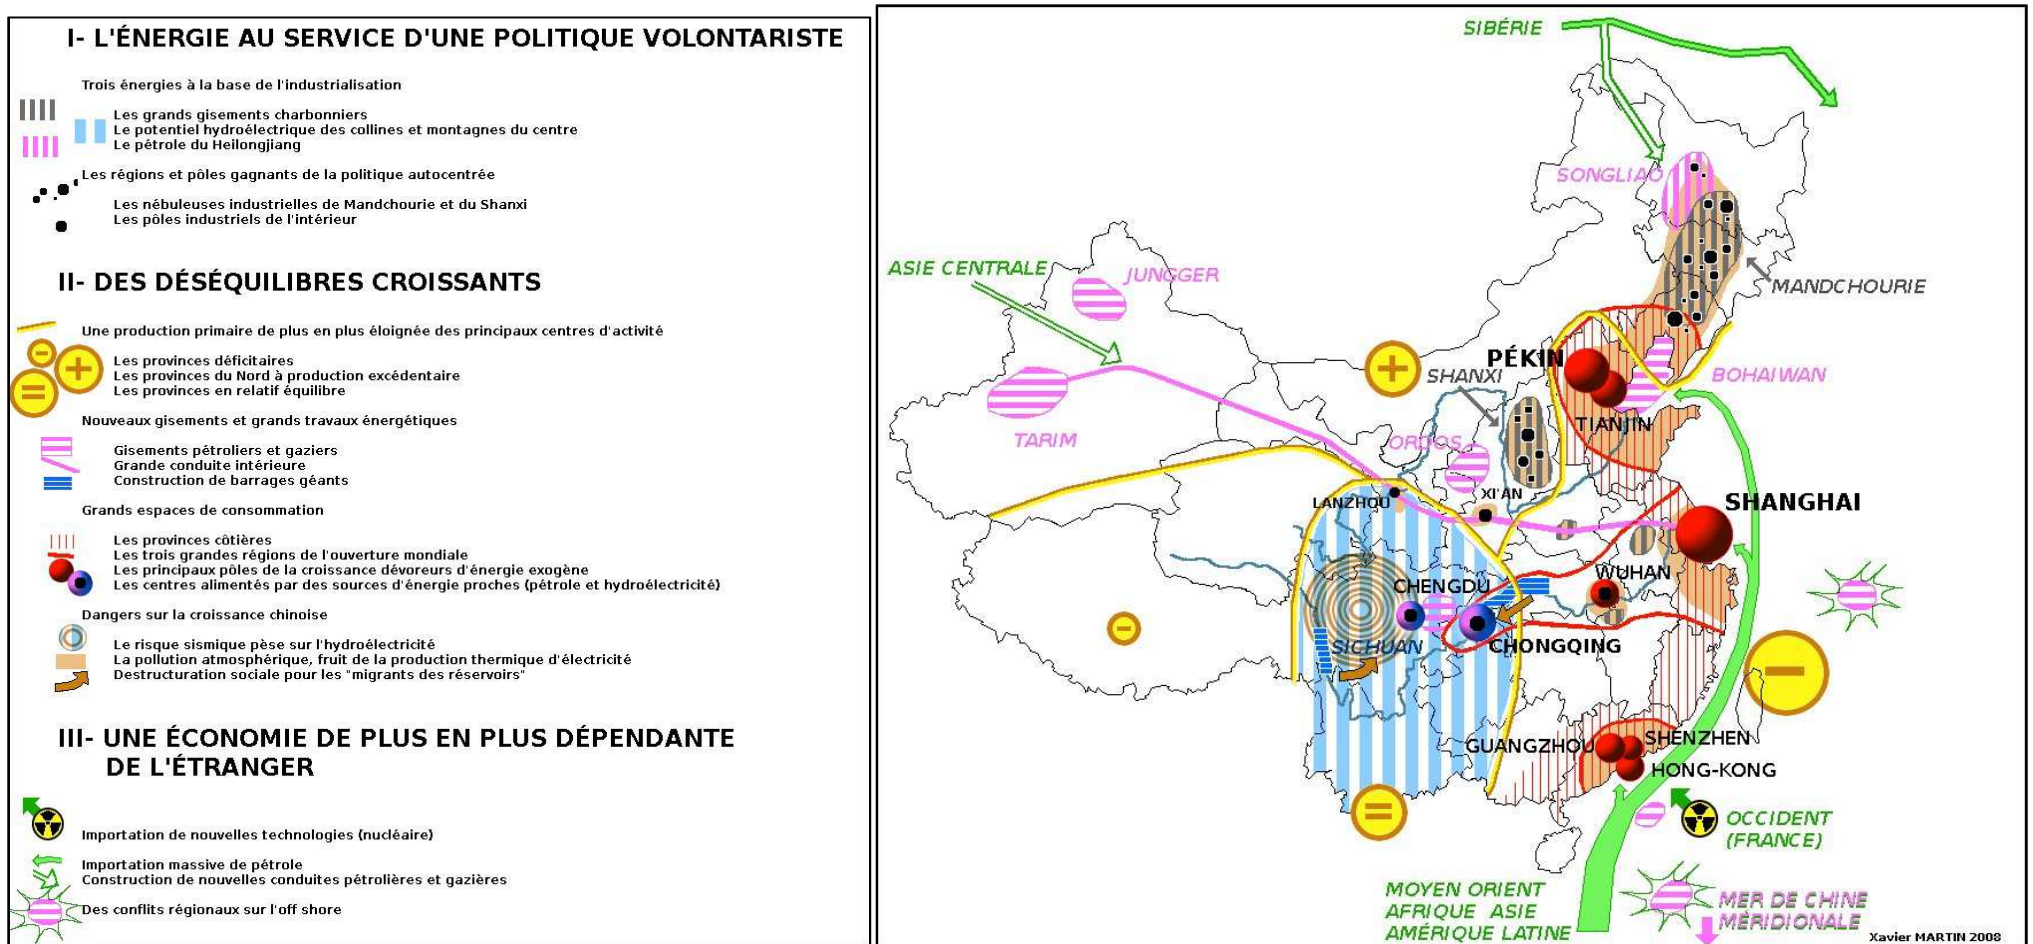 I- L'ÉNERGIE AU SERVICE D'UNE POLITIQUE VOLONTARISTE
Trois énergies à la base de l'industrialisation
Les grands gisements charbonniers
Le potentiel hydroélectrique des collines et montagnes du centre
Le pétrole du Heilongjiang
Les régions et pôles gagnants de la politique autocentrée
Les nébuleuses industrielles de Mandchourie et du Shanxi
Les pôles industriels de l'intérieur
II- DES DÉSÉQUILIBRES CROISSANTS
Une production primaire de plus en plus éloignée des principaux centres d'activité
Les provinces déficitaires
Les provinces du Nord à production excédentaire
Les provinces en relatif équilibre
Nouveaux gisements et grands travaux énergétiques
Gisements pétroliers et gaziers
Grande conduite intérieure
Construction de barrages géants
Grands espaces de consommation
Les provinces côtières
Les trois grandes régions de l'ouverture mondiale
Les principaux pôles de la croissance dévoreurs d'énergie exogène
Les centres alimentés par des sources d'énergie proches (pétrole et hydroélectricité)
Dangers sur la croissance chinoise
Le risque sismique pèse sur l'hydroélectricité
La pollution atmosphérique, fruit de la production thermique d'électricité
Destructuration sociale pour les "migrants des réservoirs"
III- UNE ÉCONOMIE DE PLUS EN PLUS DÉPENDANTE
DE L'ÉTRANGER
Importation de nouvelles technologies (nucléaire)
Importation massive de pétrole
Construction de nouvelles conduites pétrolières et gazières
Des conflits régionaux sur l'off shore
SIBÉRIE
SONGLIAO
ASIE CENTRALE
JUNGGER
MANDCHOURIE
PÉKIN
SHANXI
BOHAIWAN
TARIM
ORDOS
TIANJIN
LANZHOU
XI'AN
SHANGHAI
CHENGDU
WUHAN
SICHUAN
CHONGQING
GUANGZHOU
SHENZHEN
HONG-KONG
OCCIDENT
(FRANCE)
MOYEN ORIENT
AFRIQUE ASIE
AMÉRIQUE LATINE
MER DE CHINE
MÉRIDIONALE
Xavier MARTIN 2008